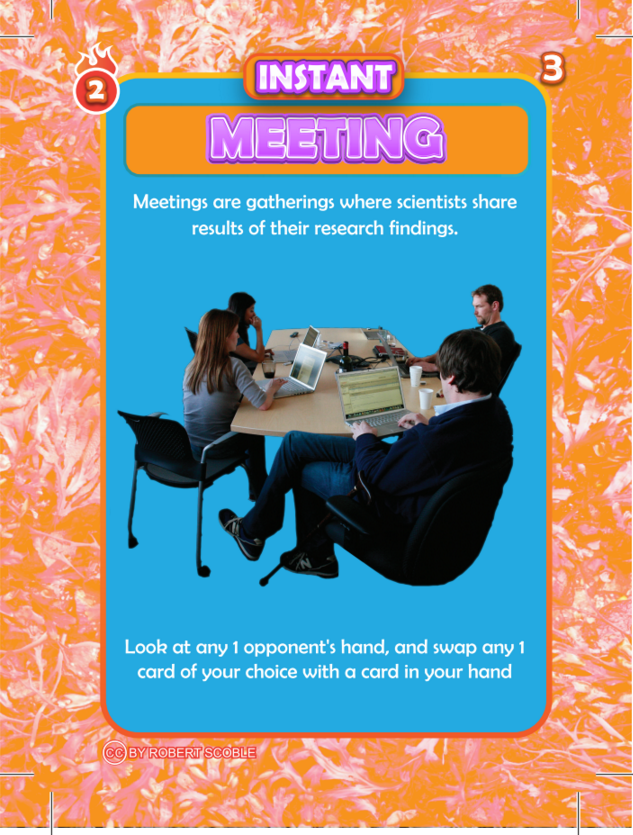 INSTANT
2
3
MEETING
Meetings are gatherings where scientists share
results of their research findings.
N
Look at any 1 opponent's hand, and swap any 1
card of your choice with a card in your hand
CC BY ROBERT SCOBLE